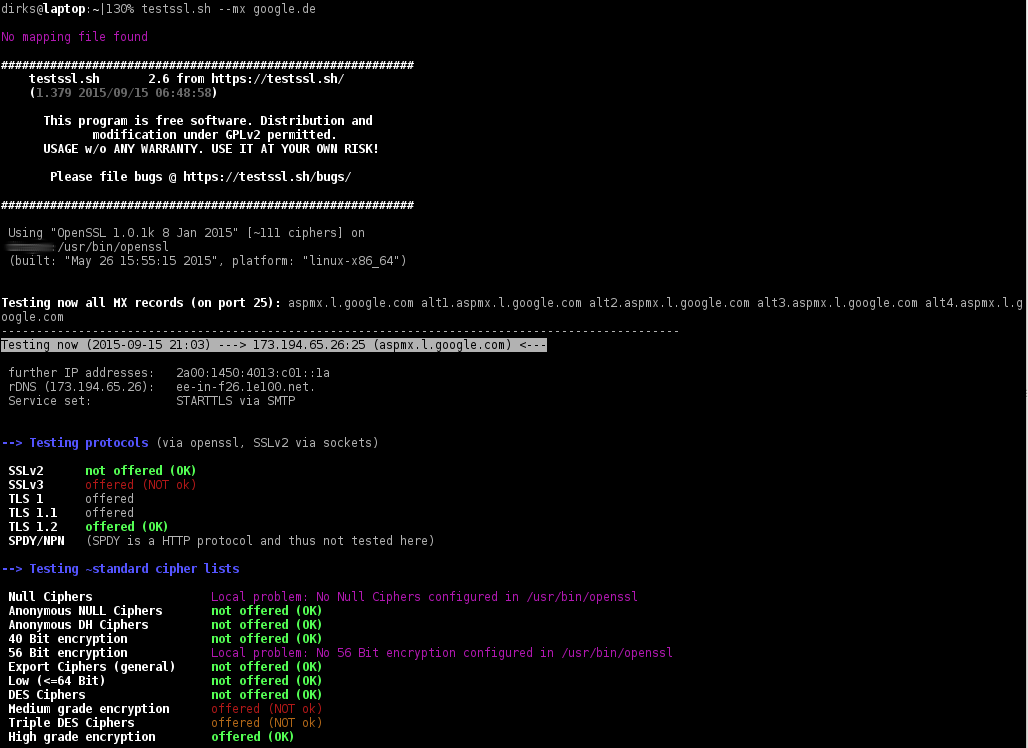 dirks@laptop:~|130% testssl.sh --mx google.de
No mapping file found
###########################################################
testssl.sh 2.6 from https://testssl.sh/
(1.379 2015/09/15 06:48:58)
This program is free software. Distribution and
modification under GPLv2 permitted.
USAGE w/o ANY WARRANTY. USE IT AT YOUR OWN RISK!
Please file bugs @ https://testssl.sh/bugs/
###########################################################
Using "OpenSSL 1.0.1k 8 Jan 2015" [~111 ciphers] on
:/usr/bin/openssl
(built: "May 26 15:55:15 2015", platform: "linux-x86_64")
Testing now all MX records (on port 25): aspmx.l.google.com alt1.aspmx.l.google.com alt2.aspmx.l.google.com alt3.aspmx.l.google.com alt4.aspmx.l.g
oogle.com
-------------------------------------------------------------------------------------------------
Testing now (2015-09-15 21:03) ---> 173.194.65.26:25 (aspmx.l.google.com) <---
further IP addresses: 2a00:1450:4013:c01::1a
rDNS (173.194.65.26): ee-in-f26.1e100.net.
Service set: STARTTLS via SMTP
--> Testing protocols (via openssl, SSLv2 via sockets)
SSLv2 not offered (OK)
SSLv3 offered (NOT ok)
TLS 1 offered
TLS 1.1 offered
TLS 1.2 offered (OK)
SPDY/NPN (SPDY is a HTTP protocol and thus not tested here)
--> Testing ~standard cipher lists
Null Ciphers Local problem: No Null Ciphers configured in /usr/bin/openssl
Anonymous NULL Ciphers not offered (OK)
Anonymous DH Ciphers not offered (OK)
40 Bit encryption not offered (OK)
56 Bit encryption Local problem: No 56 Bit encryption configured in /usr/bin/openssl
Export Ciphers (general) not offered (OK)
Low (<=64 Bit) not offered (OK)
DES Ciphers not offered (OK)
Medium grade encryption offered (NOT ok)
Triple DES Ciphers offered (NOT ok)
High grade encryption offered (OK)